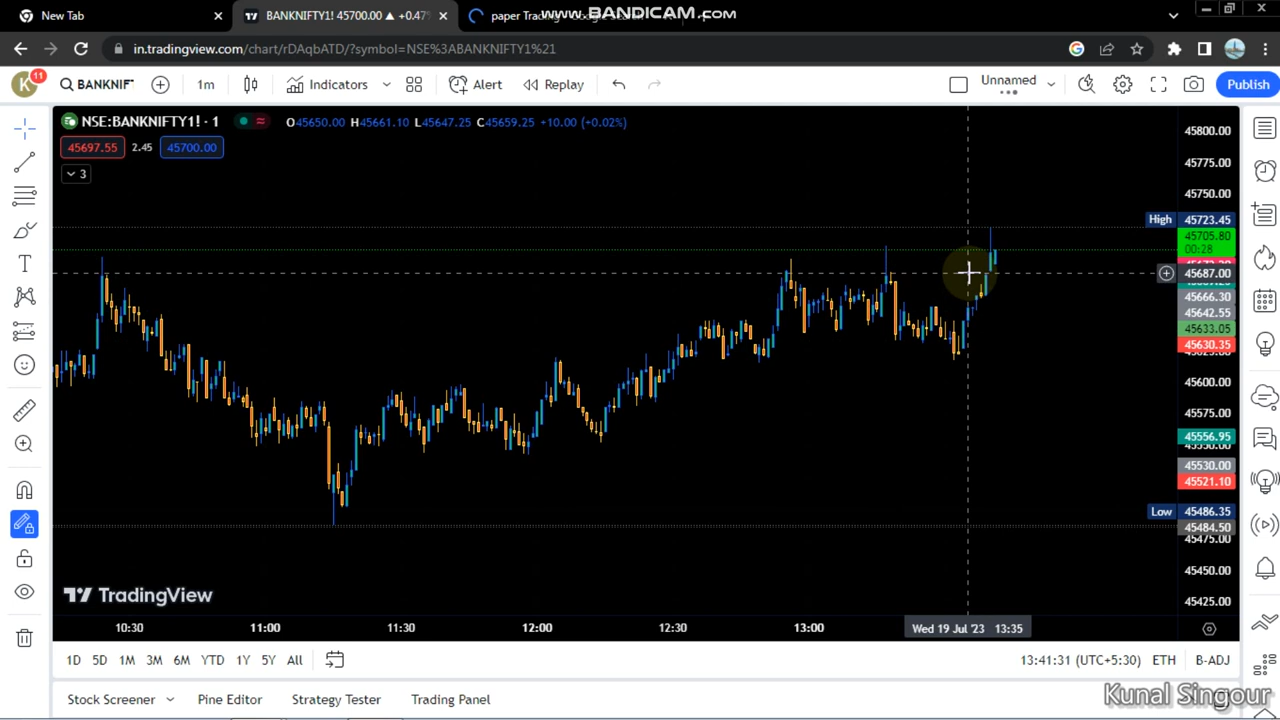 New Tab
BANKNIFTY1! 45700.00 ▲ +0.47%
paper Trading
www.BANDICAM.com
in.tradingview.com/chart/rDAqbATD/?symbol=NSE%3ABANKNIFTY1%21
K 11
BANKNIF
1m
Indicators
Alert
Replay
Unnamed
Publish
NSE:BANKNIFTY1! · 1
O45650.00 H45661.10 L45647.25 C45659.25 +10.00 (+0.02%)
45697.55 2.45 45700.00
3
45800.00
45775.00
45750.00
High 45723.45
45705.80
00:28
45687.00
45666.30
45642.55
45633.05
45630.35
45600.00
45575.00
45556.95
45530.00
45521.10
Low 45486.35
45484.50
45475.00
45450.00
45425.00
TradingView
10:30 11:00 11:30 12:00 12:30 13:00 Wed 19 Jul '23 13:35
1D 5D 1M 3M 6M YTD 1Y 5Y All
13:41:31 (UTC+5:30) ETH B-ADJ
Stock Screener Pine Editor Strategy Tester Trading Panel
Kunal Singour